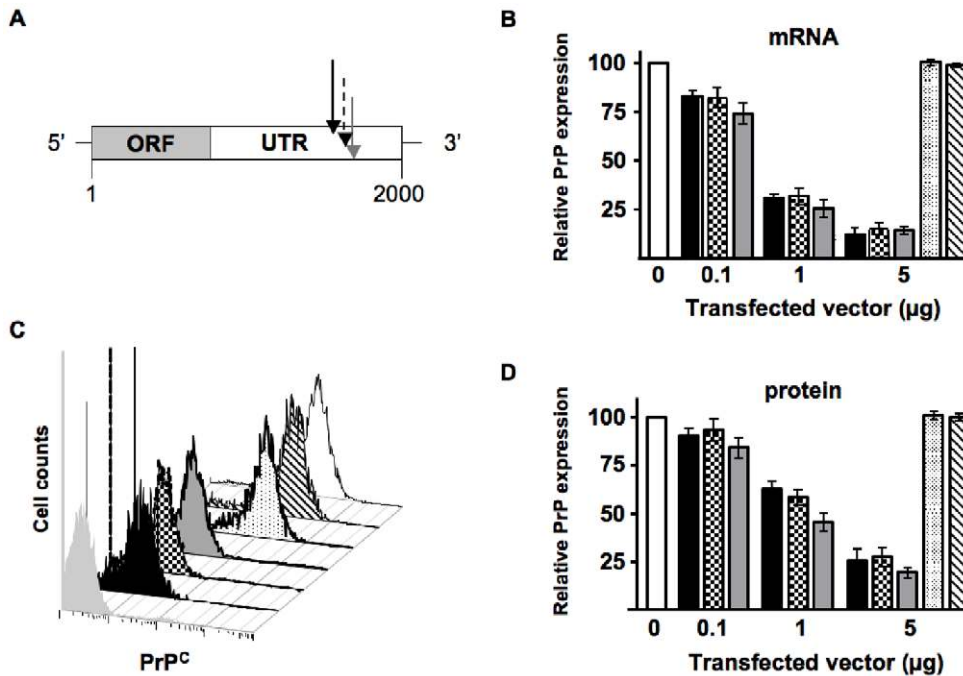 A
5'
ORF
UTR
3'
1
2000
B
mRNA
Relative PrP expression
100
75
50
25
0
0.1
1
5
Transfected vector (µg)
C
Cell counts
PrPᶜ
D
protein
Relative PrP expression
100
75
50
25
0
0.1
1
5
Transfected vector (µg)